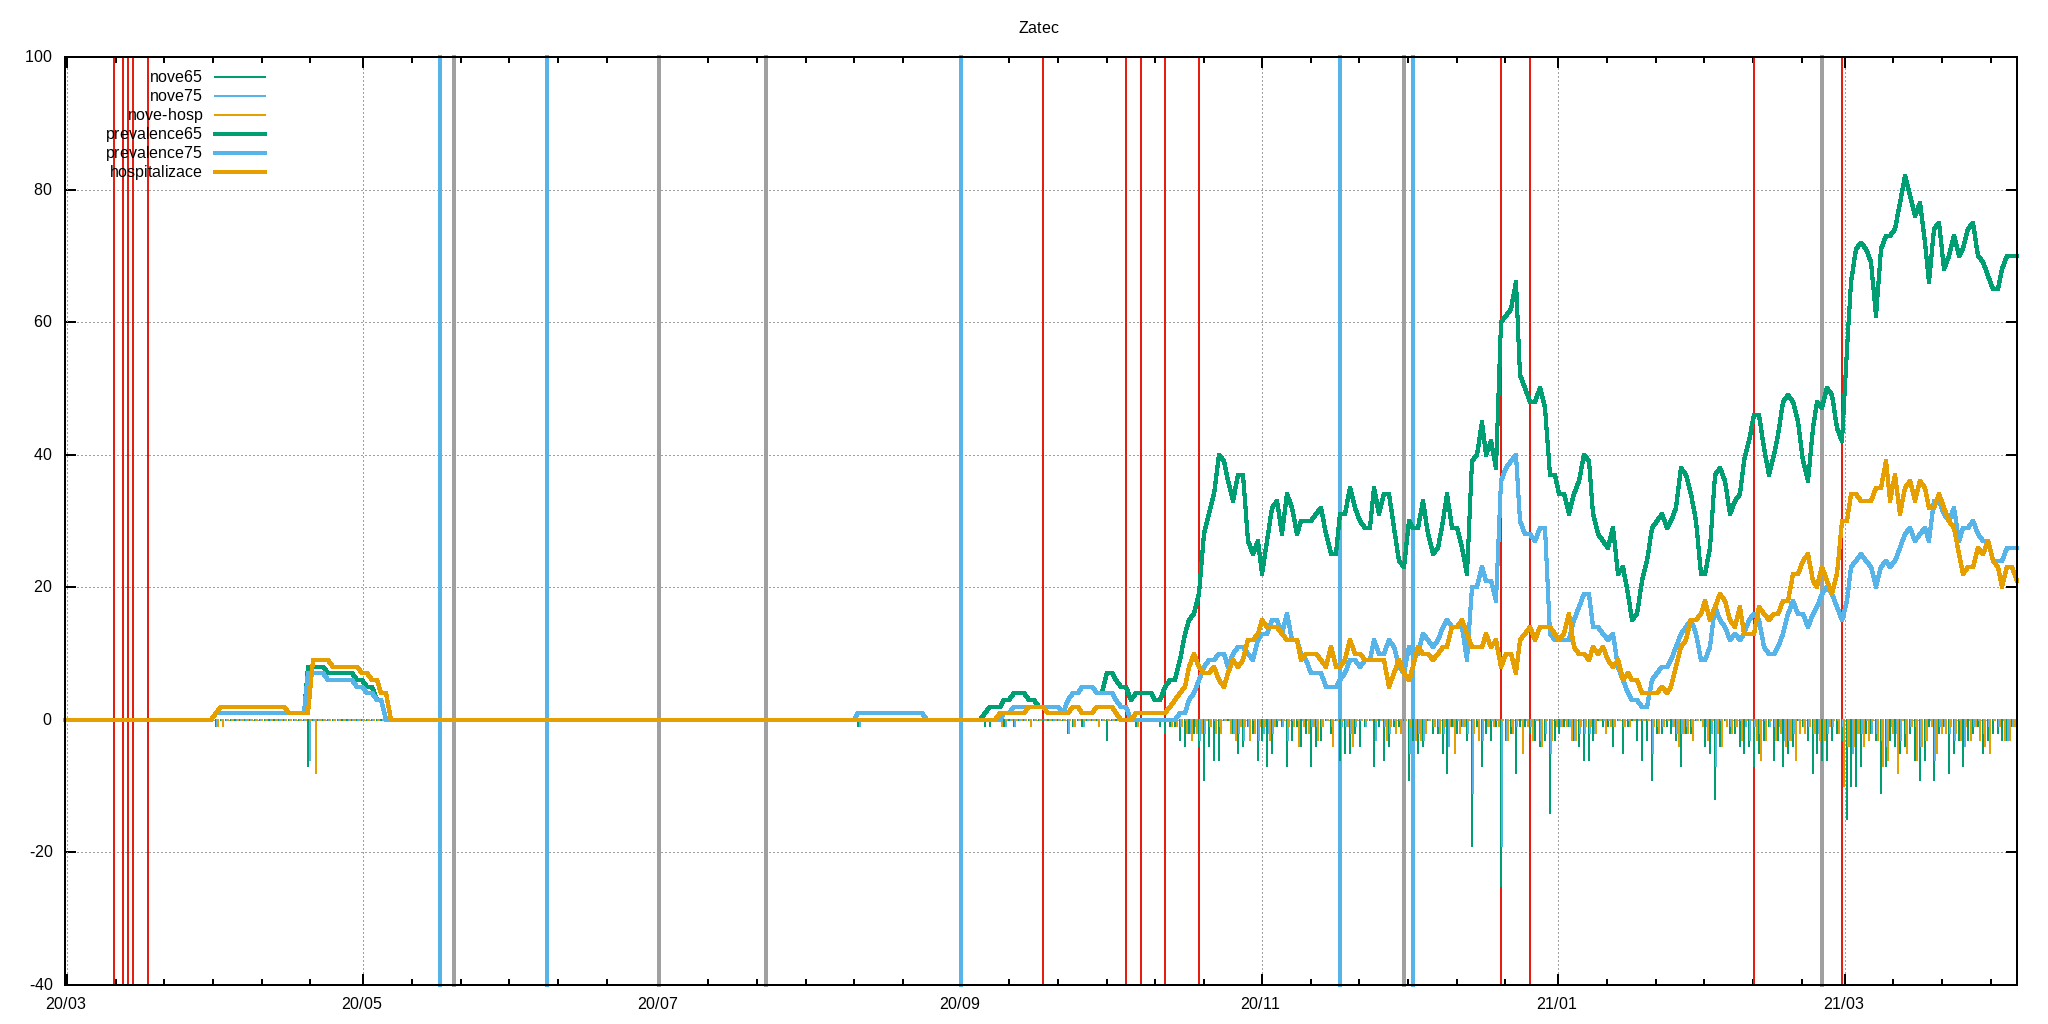 Zatec
100
nove65
nove75
nove-hosp
prevalence65
prevalence75
hospitalizace
80
60
40
20
0
-20
-40
20/03 20/05 20/07 20/09 20/11 21/01 21/03